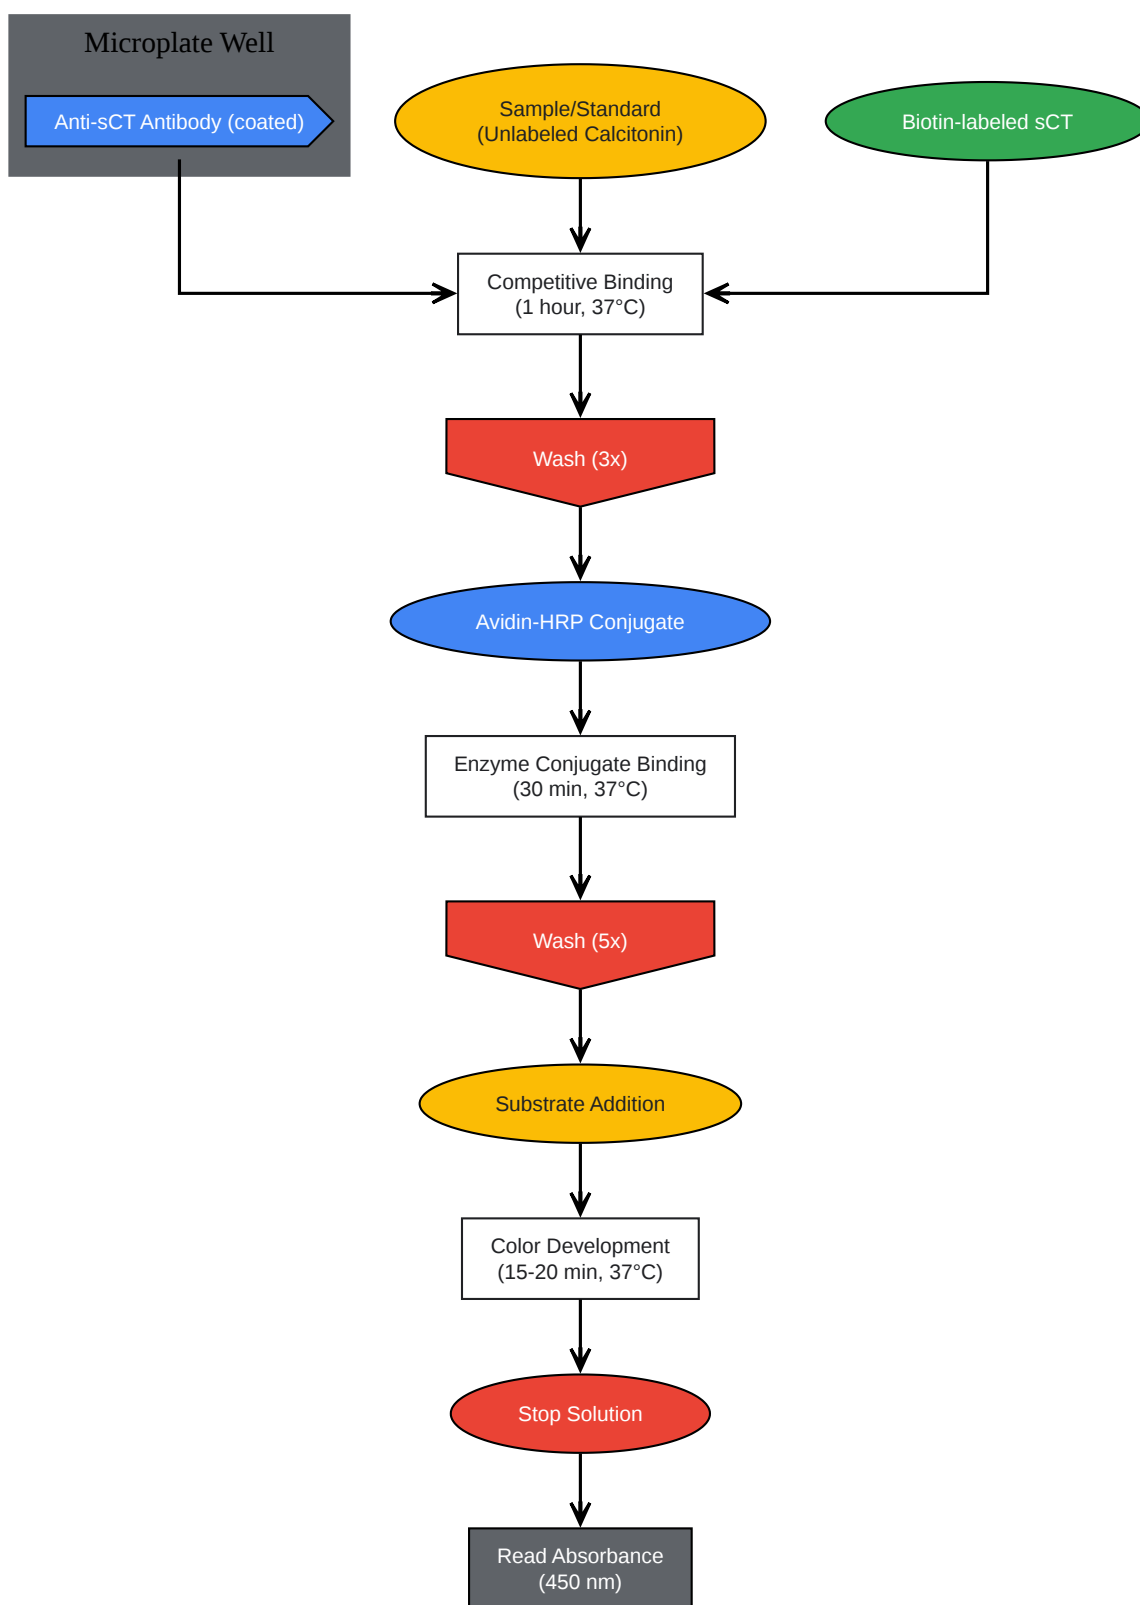 Microplate Well
Anti-sCT Antibody (coated)
Sample/Standard
(Unlabeled Calcitonin)
Biotin-labeled sCT
Competitive Binding
(1 hour, 37°C)
Wash (3x)
Avidin-HRP Conjugate
Enzyme Conjugate Binding
(30 min, 37°C)
Wash (5x)
Substrate Addition
Color Development
(15-20 min, 37°C)
Stop Solution
Read Absorbance
(450 nm)